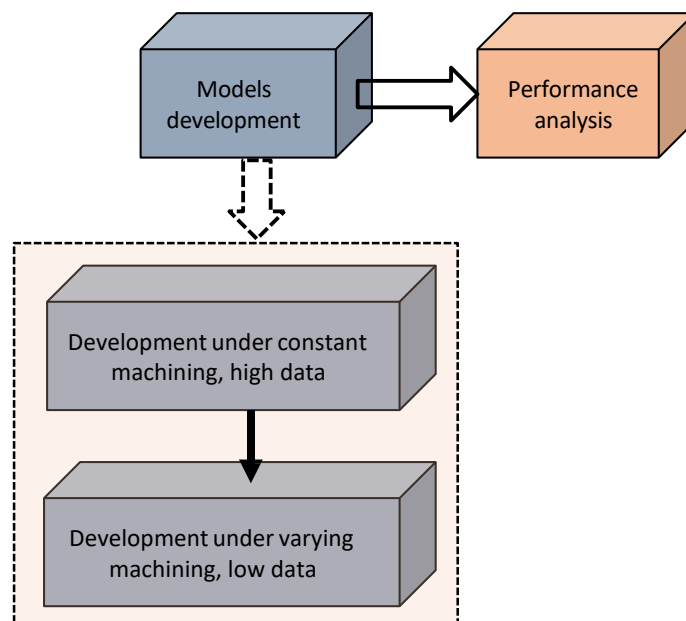 Models
development
Performance
analysis
Development under constant
machining, high data
Development under varying
machining, low data